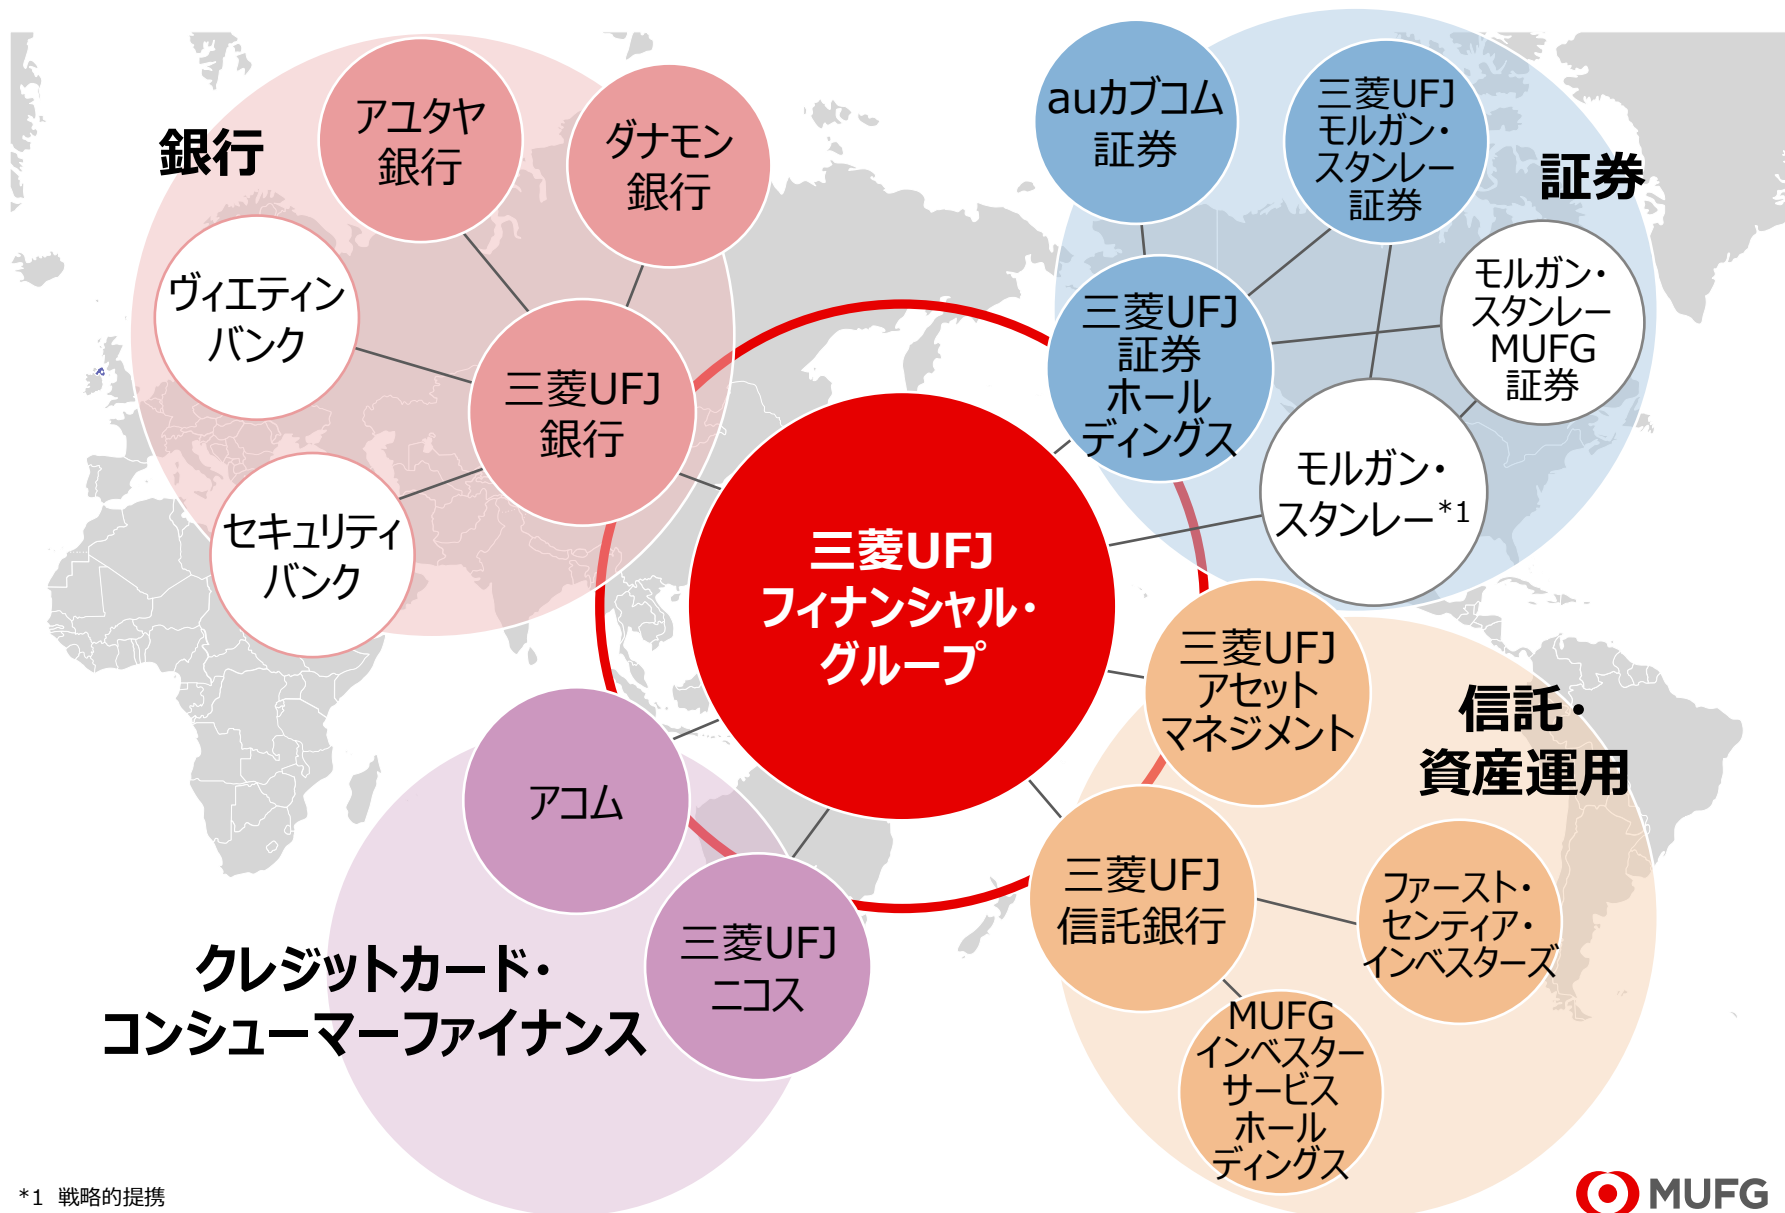 銀行
アユタヤ
銀行
ダナモン
銀行
ヴィエティン
バンク
三菱UFJ
銀行
セキュリティ
バンク
証券
auカブコム
証券
三菱UFJ
モルガン・
スタンレー
証券
三菱UFJ
証券
ホール
ディングス
モルガン・
スタンレー
MUFG
証券
モルガン・
スタンレー*1
三菱UFJ
フィナンシャル・
グループ
クレジットカード・
コンシューマーファイナンス
アコム
三菱UFJ
ニコス
信託・
資産運用
三菱UFJ
アセット
マネジメント
三菱UFJ
信託銀行
ファースト・
センティア・
インベスターズ
MUFG
インベスター
サービス
ホール
ディングス
*1 戦略的提携
MUFG